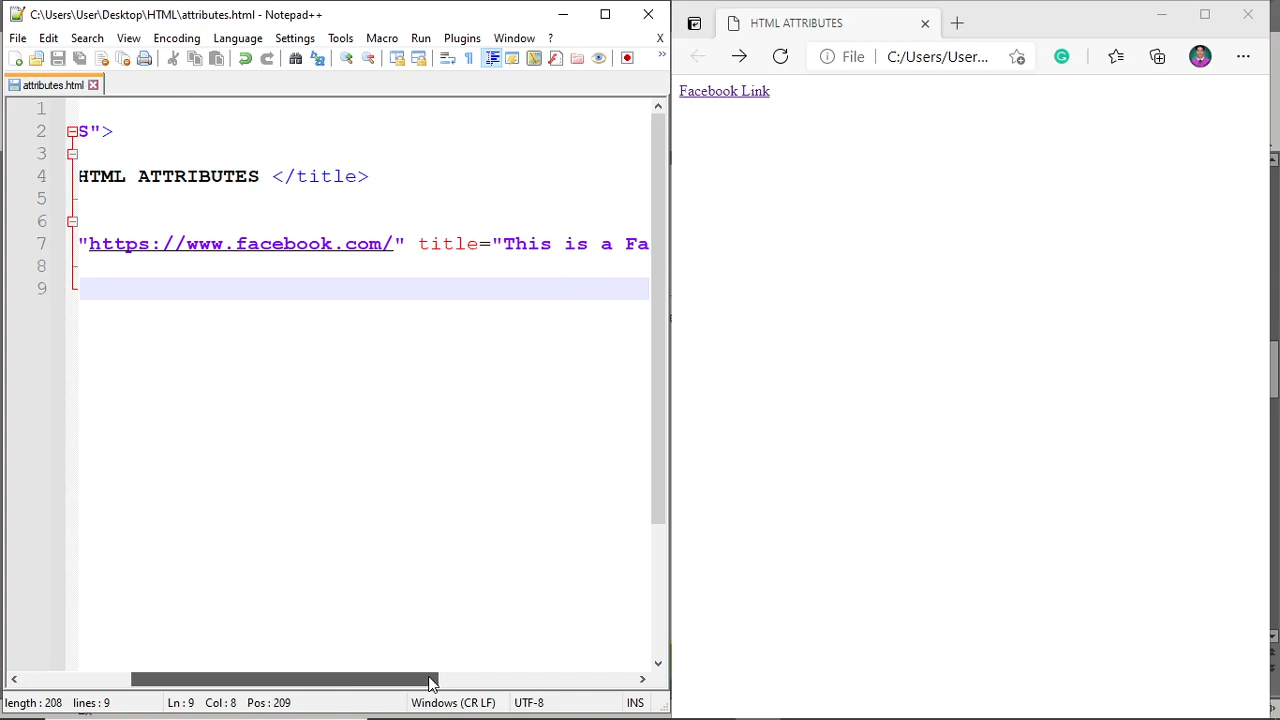 C:\Users\User\Desktop\HTML\attributes.html - Notepad++
File Edit Search View Encoding Language Settings Tools Macro Run Plugins Window ? X
attributes.html
1
2 S">
3
4 HTML ATTRIBUTES </title>
5
6
7 "https://www.facebook.com/" title="This is a Fa
8
9
length : 208 lines : 9 Ln : 9 Col : 8 Pos : 209 Windows (CR LF) UTF-8 INS
HTML ATTRIBUTES
File C:/Users/User...
Facebook Link